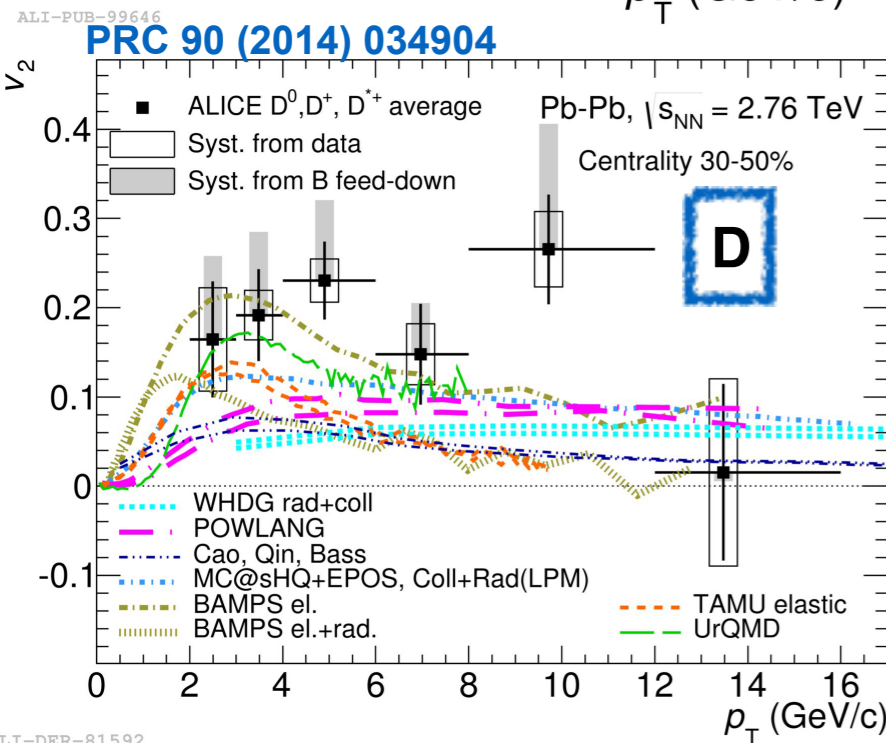 ALI-PUB-99646
PRC 90 (2014) 034904
v₂
ALICE D⁰,D⁺, D*⁺ average
Syst. from data
Syst. from B feed-down
Pb-Pb, √sNN = 2.76 TeV
Centrality 30-50%
D
0.4
0.3
0.2
0.1
0
-0.1
WHDG rad+coll
POWLANG
Cao, Qin, Bass
MC@sHQ+EPOS, Coll+Rad(LPM)
BAMPS el.
BAMPS el.+rad.
TAMU elastic
UrQMD
0 2 4 6 8 10 12 14 16
pT (GeV/c)